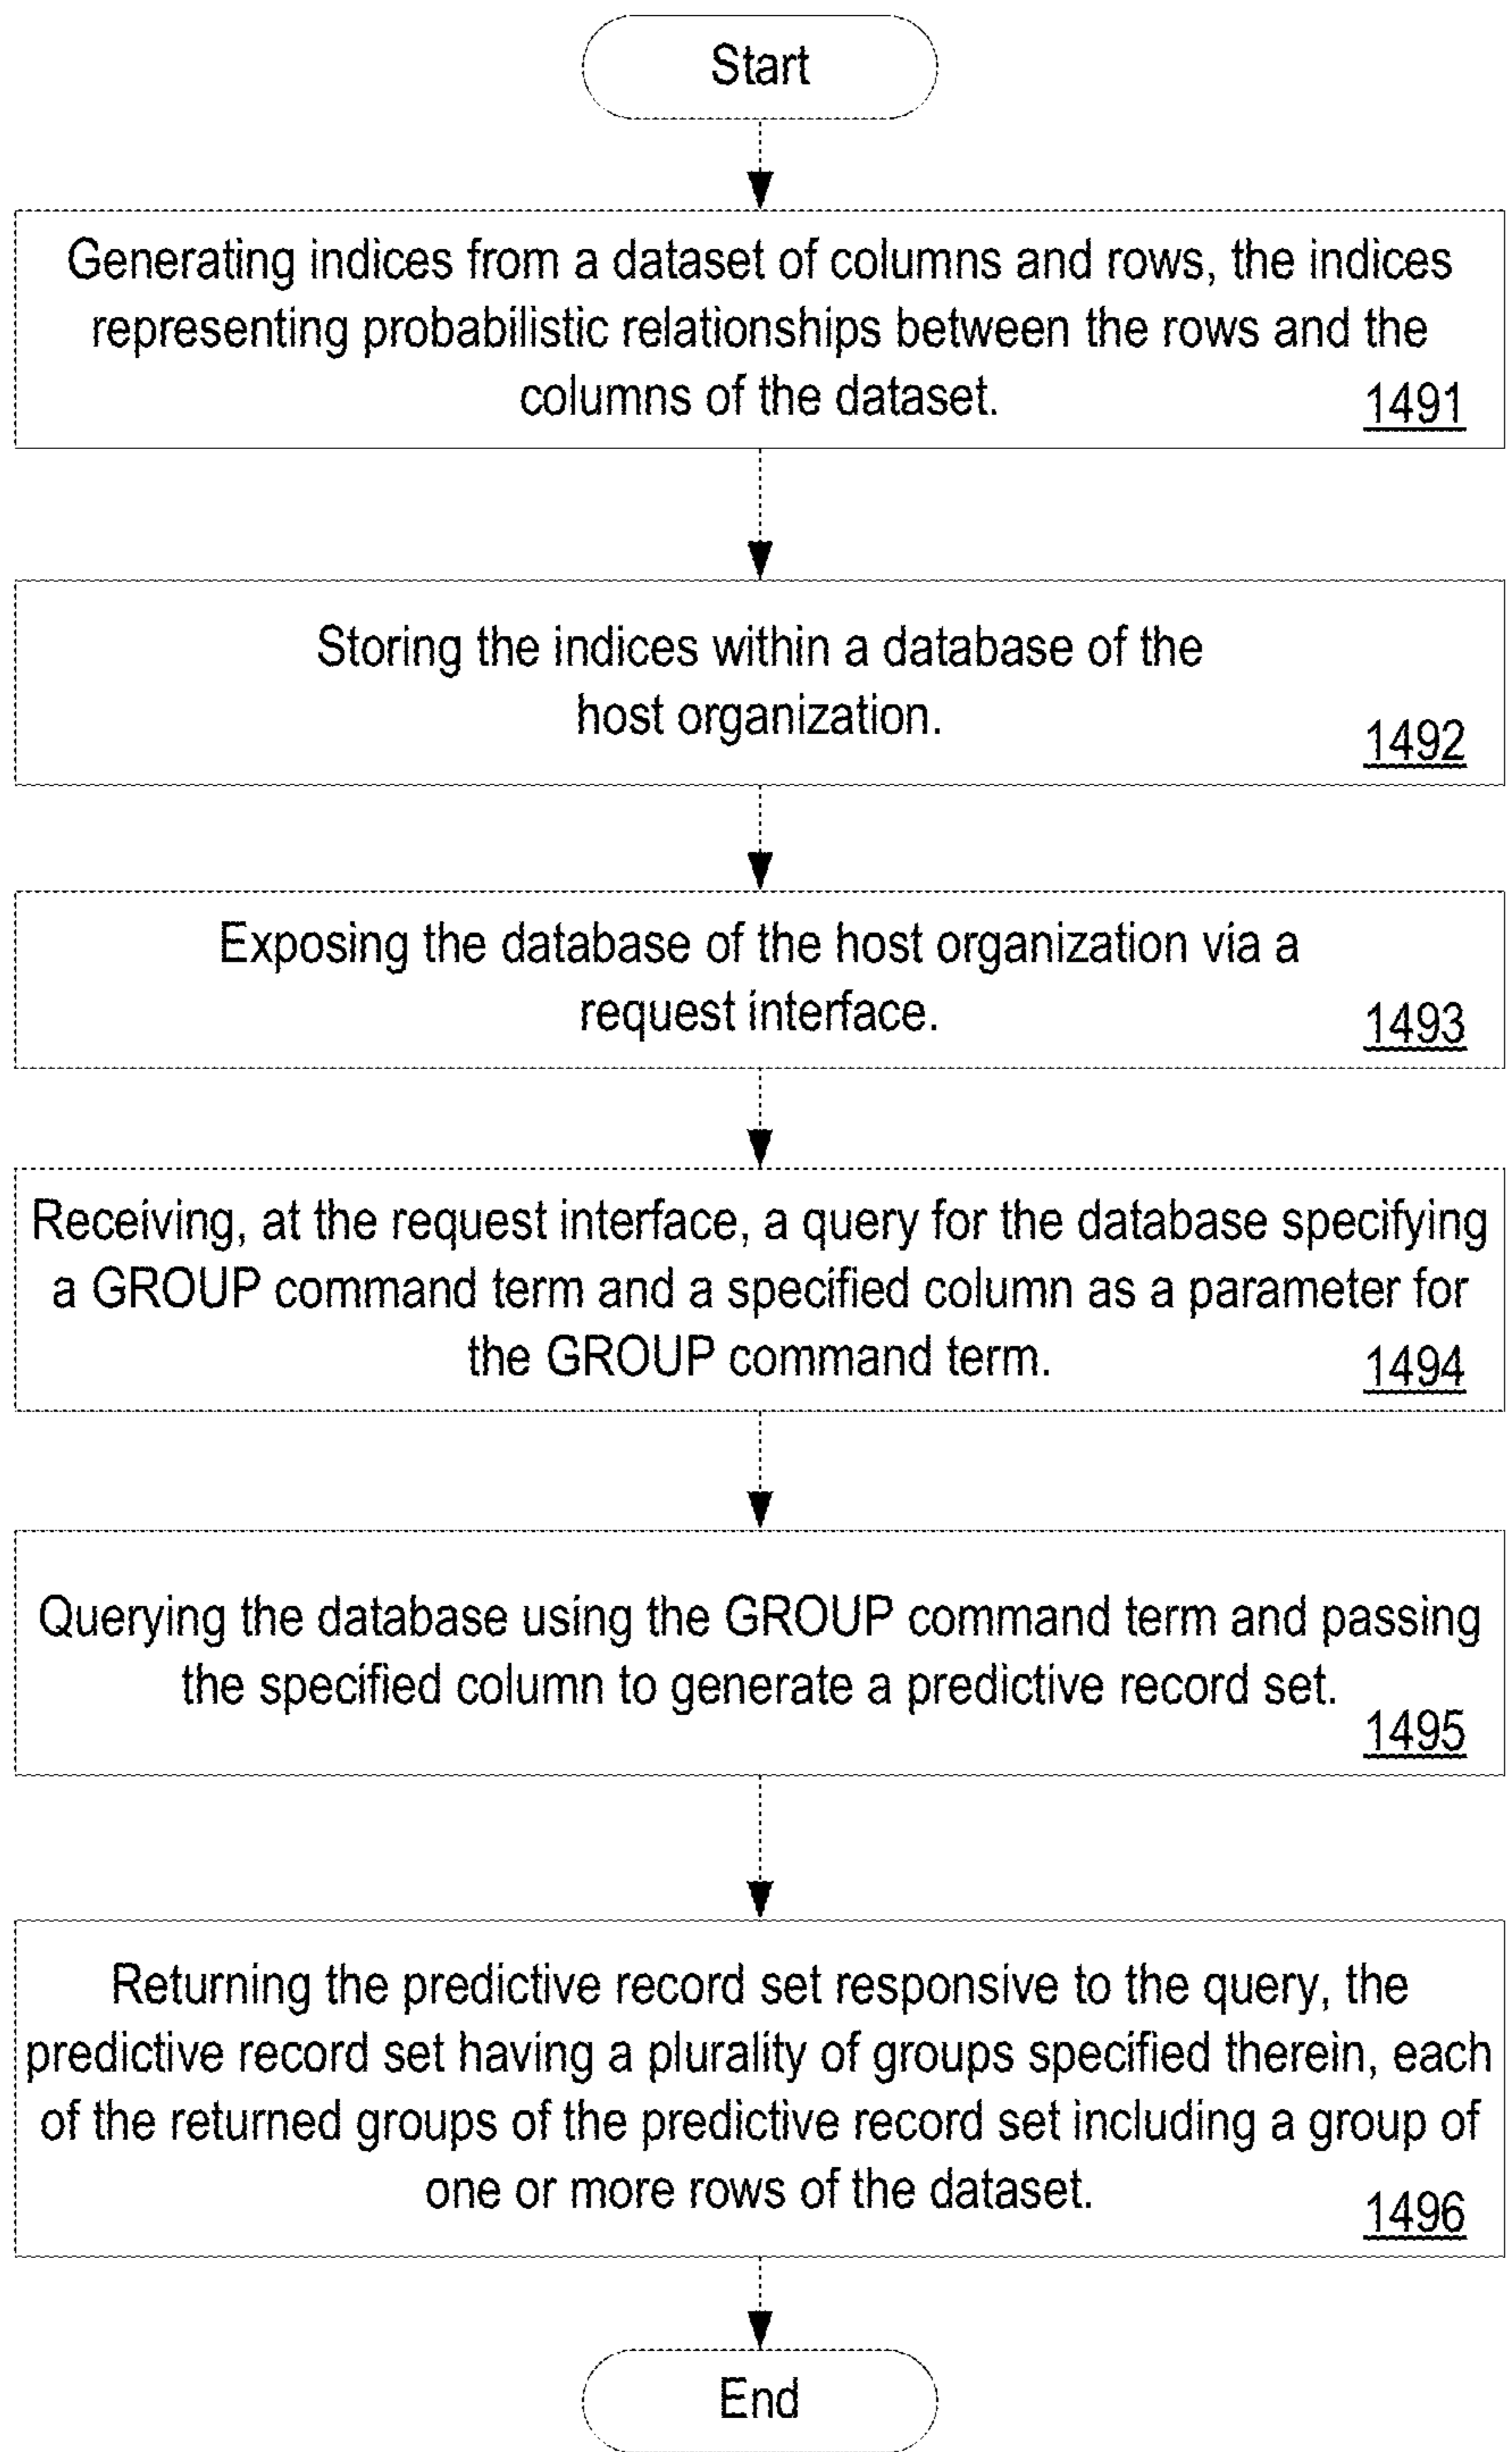 Start
Generating indices from a dataset of columns and rows, the indices
representing probabilistic relationships between the rows and the
columns of the dataset.
1491
Storing the indices within a database of the
host organization.
1492
Exposing the database of the host organization via a
request interface.
1493
Receiving, at the request interface, a query for the database specifying
a GROUP command term and a specified column as a parameter for
the GROUP command term.
1494
Querying the database using the GROUP command term and passing
the specified column to generate a predictive record set.
1495
Returning the predictive record set responsive to the query, the
predictive record set having a plurality of groups specified therein, each
of the returned groups of the predictive record set including a group of
one or more rows of the dataset.
1496
End